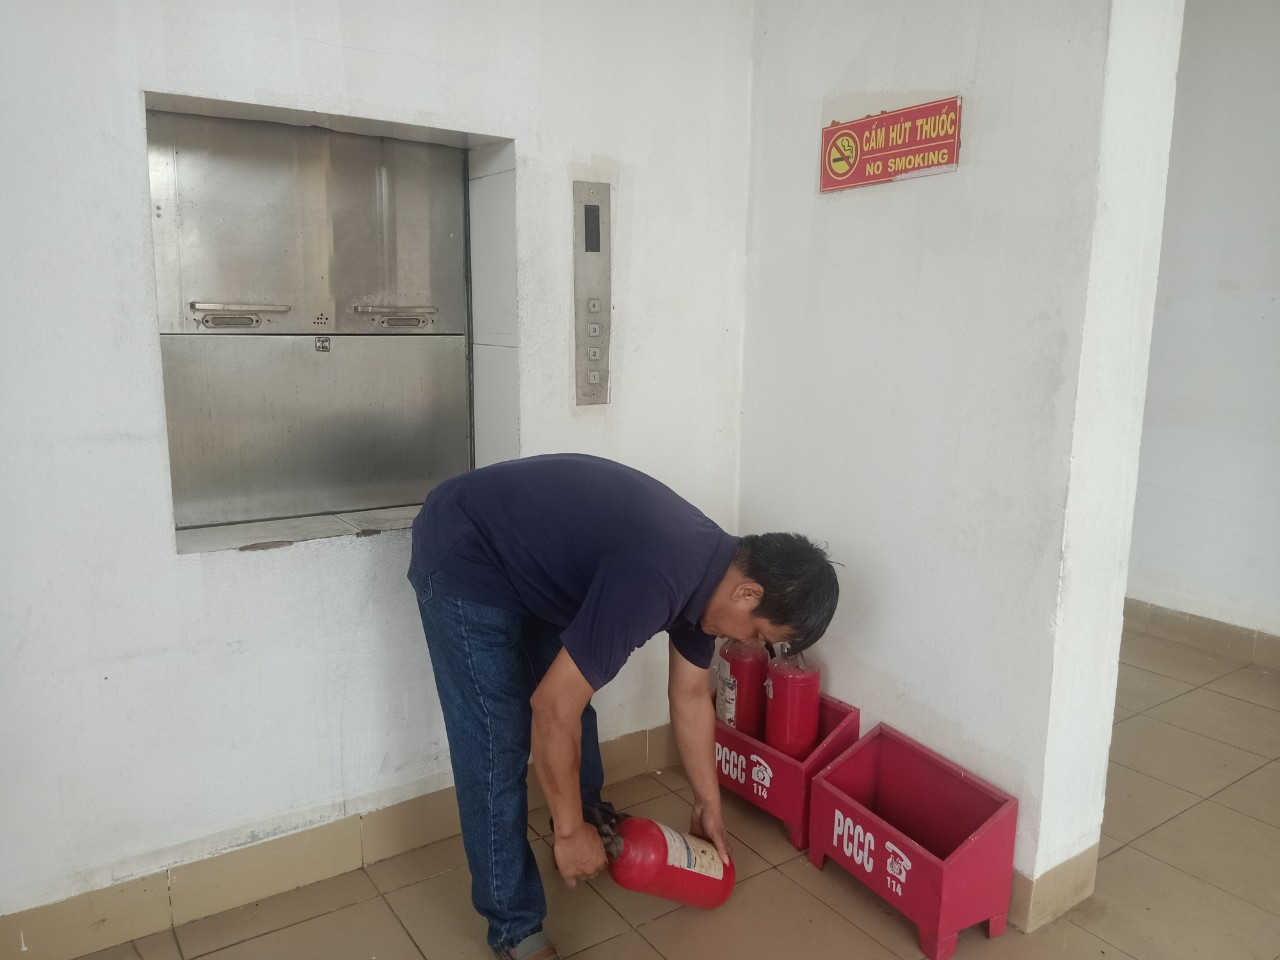 CẤM HÚT THUỐC
NO SMOKING
4
3
2
1
PCCC
114
PCCC
114